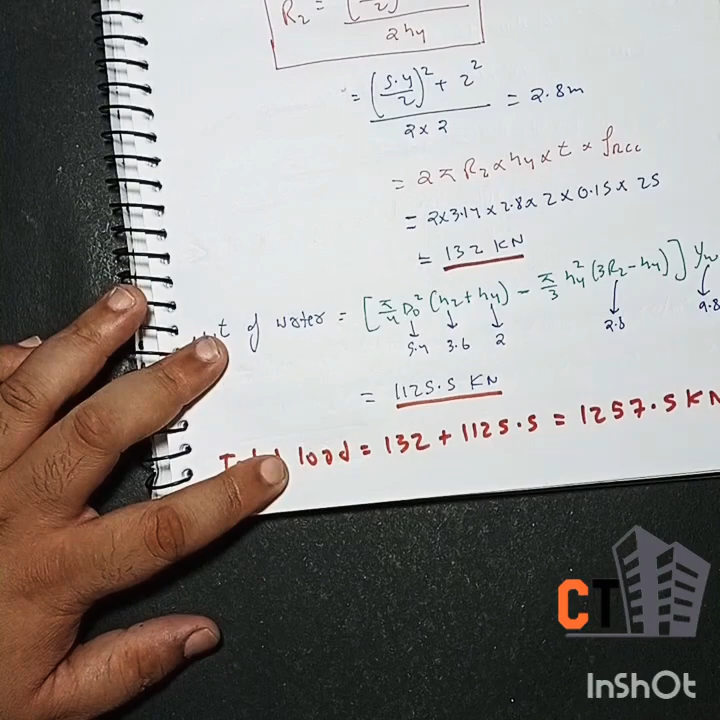 R₂ = (/2) / 2h₄
= ((5.4/2)² + 2²) / (2 × 2) = 2.8m
= 2π R₂ × h₄ × t × ρRCC
= 2×3.14 × 2.8 × 2 × 0.15 × 25
= 132 KN
of water = [π/4 D₀² (h₂ + h₄) − π/3 h₄² (3R₂ − h₄)] γw
5.4 3.6 2 2.8 9.8
= 1125.5 KN
load = 132 + 1125.5 = 1257.5 KN
CT
InShOt